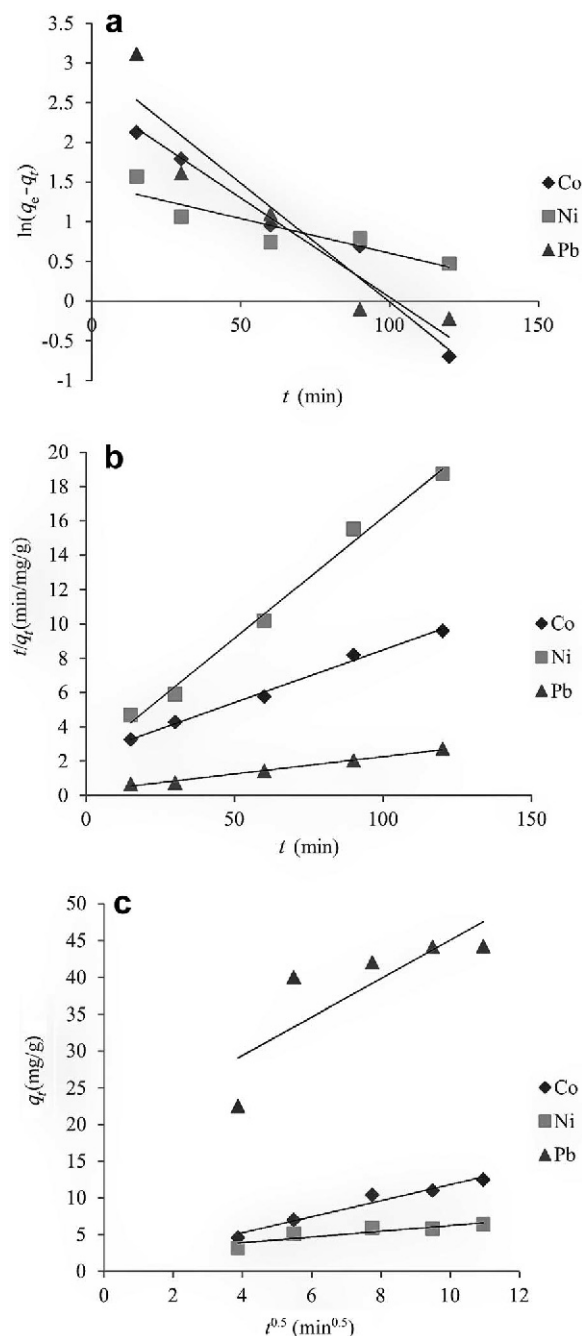 a
3.5
3
2.5
2
1.5
1
0.5
0
-0.5
-1
0 50 100 150
ln(qe-qt)
t (min)
Co
Ni
Pb
b
20
18
16
14
12
10
8
6
4
2
0
0 50 100 150
t/qt(min/mg/g)
t (min)
Co
Ni
Pb
c
50
45
40
35
30
25
20
15
10
5
0
0 2 4 6 8 10 12
qt(mg/g)
t0.5 (min0.5)
Co
Ni
Pb